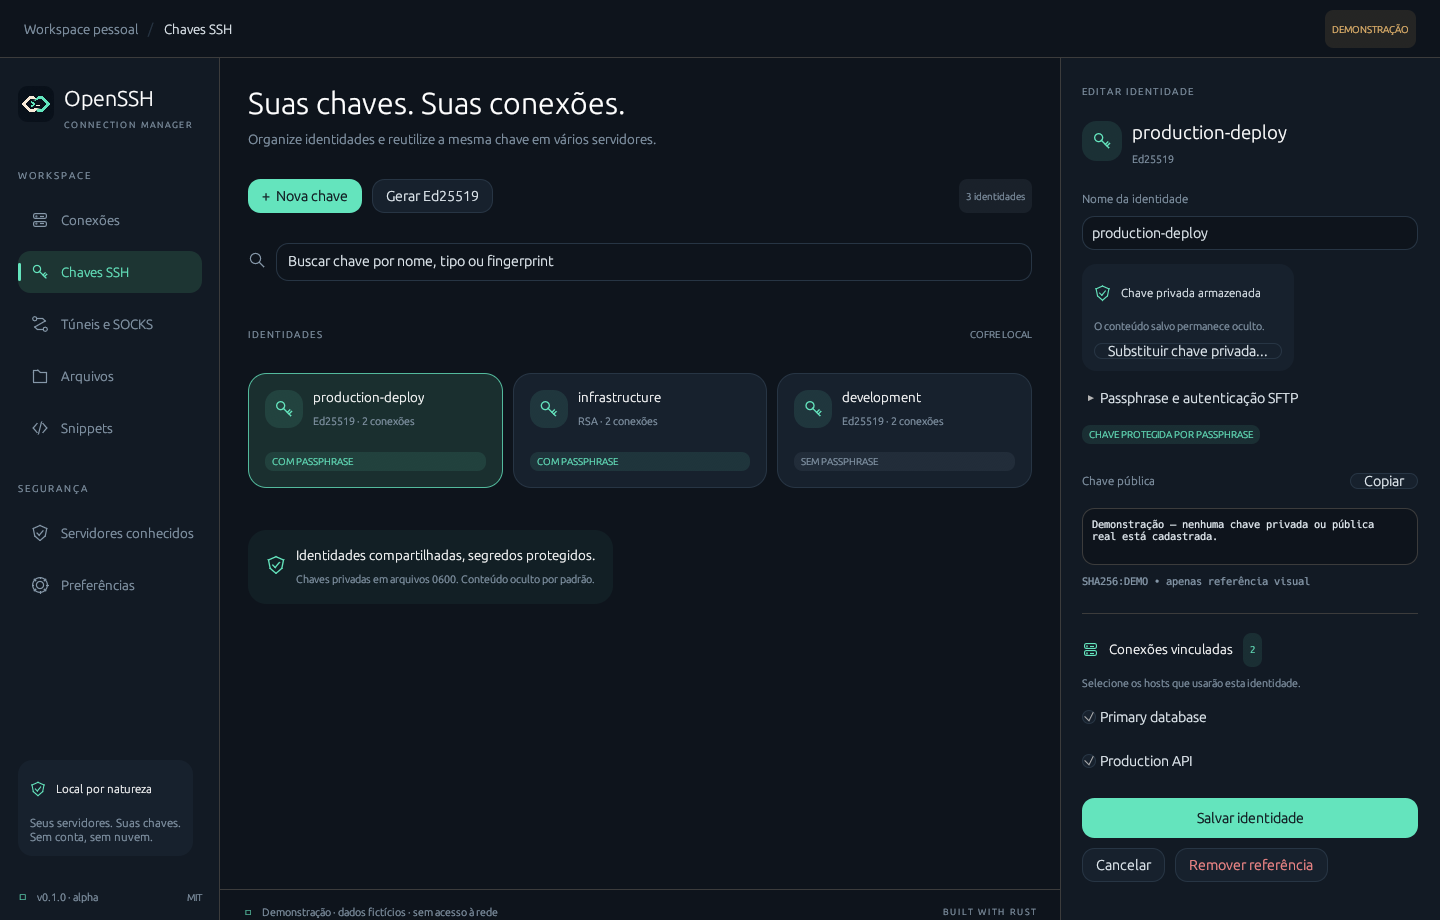 Workspace pessoal / Chaves SSH
DEMONSTRAÇÃO
OpenSSH
CONNECTION MANAGER
WORKSPACE
Conexões
Chaves SSH
Túneis e SOCKS
Arquivos
Snippets
SEGURANÇA
Servidores conhecidos
Preferências
Local por natureza
Seus servidores. Suas chaves.
Sem conta, sem nuvem.
v0.1.0 · alpha
MIT
Suas chaves. Suas conexões.
Organize identidades e reutilize a mesma chave em vários servidores.
+ Nova chave
Gerar Ed25519
3 identidades
Buscar chave por nome, tipo ou fingerprint
IDENTIDADES
COFRE LOCAL
production-deploy
Ed25519 · 2 conexões
COM PASSPHRASE
infrastructure
RSA · 2 conexões
COM PASSPHRASE
development
Ed25519 · 2 conexões
SEM PASSPHRASE
Identidades compartilhadas, segredos protegidos.
Chaves privadas em arquivos 0600. Conteúdo oculto por padrão.
Demonstração · dados fictícios · sem acesso à rede
BUILT WITH RUST
EDITAR IDENTIDADE
production-deploy
Ed25519
Nome da identidade
production-deploy
Chave privada armazenada
O conteúdo salvo permanece oculto.
Substituir chave privada...
Passphrase e autenticação SFTP
CHAVE PROTEGIDA POR PASSPHRASE
Chave pública
Copiar
Demonstração — nenhuma chave privada ou pública
real está cadastrada.
SHA256:DEMO • apenas referência visual
Conexões vinculadas
2
Selecione os hosts que usarão esta identidade.
Primary database
Production API
Salvar identidade
Cancelar
Remover referência